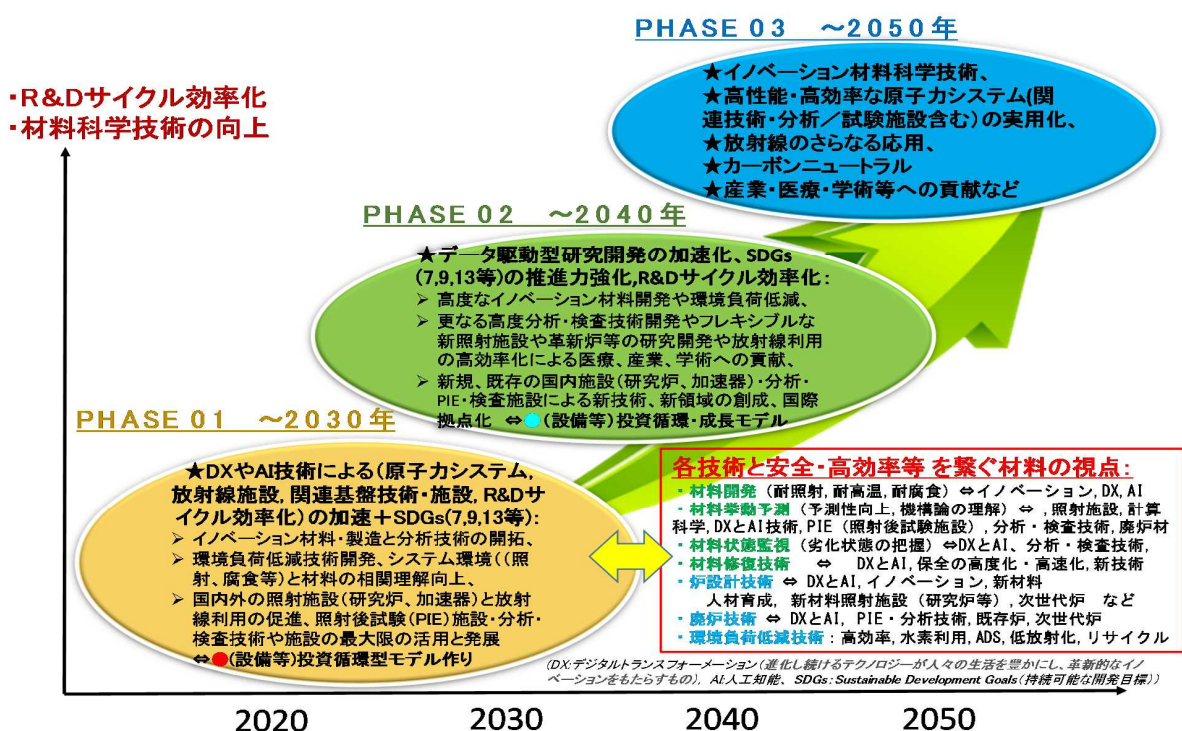 PHASE 03 ～2050年
・R&Dサイクル効率化
・材料科学技術の向上
★イノベーション材料科学技術、
★高性能・高効率な原子力システム(関
連技術・分析／試験施設含む)の実用化、
★放射線のさらなる応用、
★カーボンニュートラル
★産業・医療・学術等への貢献など
PHASE 02 ～2040年
★データ駆動型研究開発の加速化、SDGs
(7,9,13等)の推進力強化,R&Dサイクル効率化:
➢ 高度なイノベーション材料開発や環境負荷低減、
➢ 更なる高度分析・検査技術開発やフレキシブルな
新照射施設や革新炉等の研究開発や放射線利用
の高効率化による医療、産業、学術への貢献、
➢ 新規、既存の国内施設(研究炉、加速器)・分析・
PIE・検査施設による新技術、新領域の創成、国際
拠点化 ⇔●(設備等)投資循環・成長モデル
PHASE 01 ～2030年
★DXやAI技術による(原子力システム,
放射線施設,関連基盤技術・施設,R&Dサ
イクル効率化)の加速＋SDGs(7,9,13等):
➢ イノベーション材料・製造と分析技術の開拓、
➢ 環境負荷低減技術開発、システム環境((照
射、腐食等)と材料の相関理解向上、
➢ 国内外の照射施設(研究炉、加速器)と放射
線利用の促進、照射後試験(PIE)施設・分析・
検査技術や施設の最大限の活用と発展
⇔●(設備等)投資循環型モデル作り
各技術と安全・高効率等 を繋ぐ材料の視点:
・材料開発 (耐照射,耐高温,耐腐食) ⇔イノベーション,DX,AI
・材料挙動予測 (予測性向上,機構論の理解) ⇔ ,照射施設,計算
科学,DXとAI技術,PIE (照射後試験施設) ,分析・検査技術,廃炉材
・材料状態監視 (劣化状態の把握) ⇔DXとAI、分析・検査技術,
・材料修復技術 ⇔ DXとAI,保全の高度化・高速化,新技術
・炉設計技術 ⇔ DXとAI,イノベーション,新材料
人材育成, 新材料照射施設 (研究炉等) ,次世代炉 など
・廃炉技術 ⇔ DXとAI, PIE・分析技術,既存炉,次世代炉
・環境負荷低減技術：高効率,水素利用,ADS,低放射化,リサイクル
(DX:デジタルトランスフォーメーション(進化し続けるテクノロジーが人々の生活を豊かにし、革新的なイノ
ベーションをもたらすもの), AI:人工知能、SDGs: Sustainable Development Goals(持続可能な開発目標))
2020 2030 2040 2050